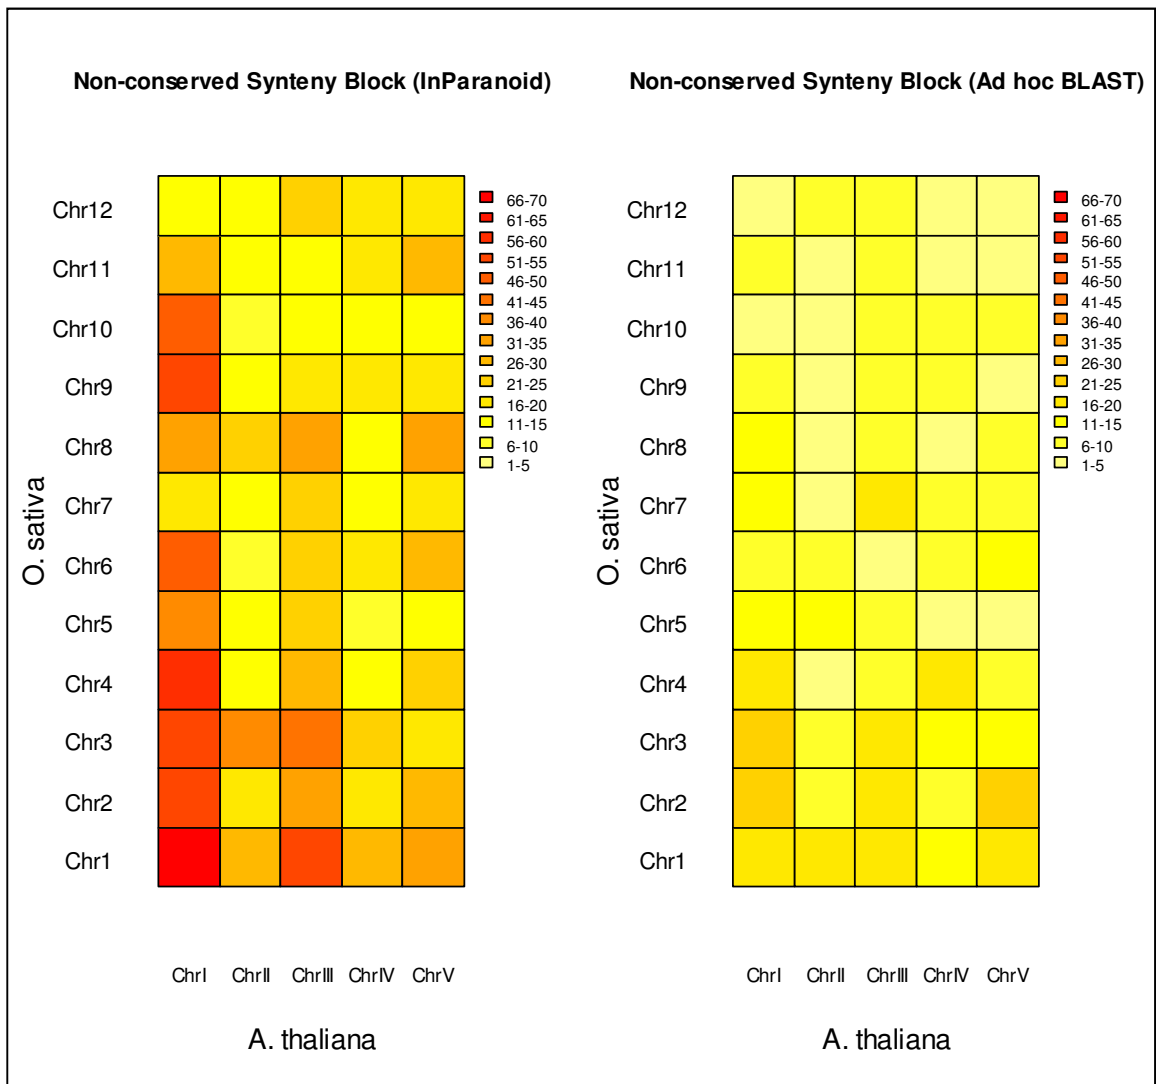 Non-conserved Synteny Block (InParanoid)
Chr12
Chr11
Chr10
Chr9
Chr8
Chr7
Chr6
Chr5
Chr4
Chr3
Chr2
Chr1
O. sativa
66-70
61-65
56-60
51-55
46-50
41-45
36-40
31-35
26-30
21-25
16-20
11-15
6-10
1-5
ChrI ChrII ChrIII ChrIV ChrV
A. thaliana
Non-conserved Synteny Block (Ad hoc BLAST)
Chr12
Chr11
Chr10
Chr9
Chr8
Chr7
Chr6
Chr5
Chr4
Chr3
Chr2
Chr1
O. sativa
66-70
61-65
56-60
51-55
46-50
41-45
36-40
31-35
26-30
21-25
16-20
11-15
6-10
1-5
ChrI ChrII ChrIII ChrIV ChrV
A. thaliana